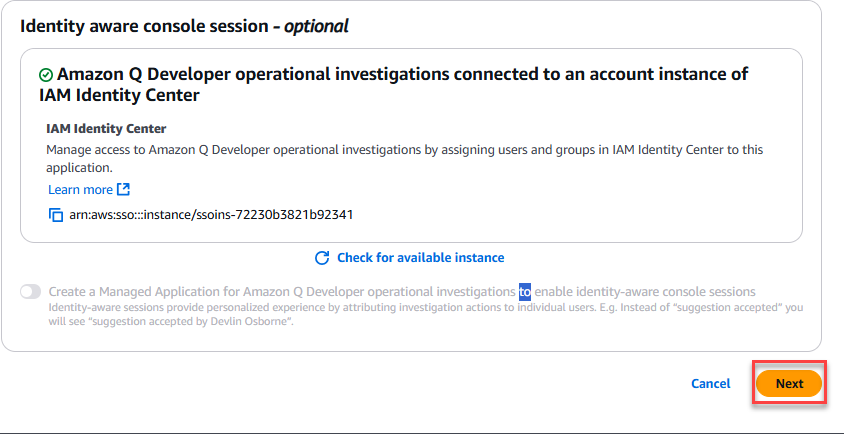 Identity aware console session - optional
Amazon Q Developer operational investigations connected to an account instance of
IAM Identity Center
IAM Identity Center
Manage access to Amazon Q Developer operational investigations by assigning users and groups in IAM Identity Center to this
application.
Learn more
arn:aws:sso:::instance/ssoins-72230b3821b92341
Check for available instance
Create a Managed Application for Amazon Q Developer operational investigations to enable identity-aware console sessions
Identity-aware sessions provide personalized experience by attributing investigation actions to individual users. E.g. Instead of “suggestion accepted” you
will see “suggestion accepted by Devlin Osborne”.
Cancel
Next